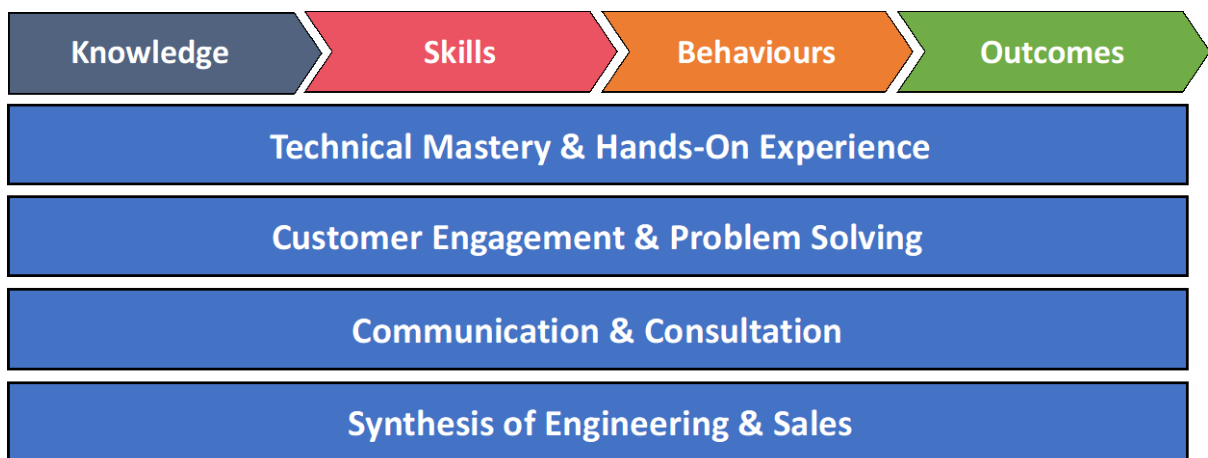 Knowledge
Skills
Behaviours
Outcomes
Technical Mastery & Hands-On Experience
Customer Engagement & Problem Solving
Communication & Consultation
Synthesis of Engineering & Sales